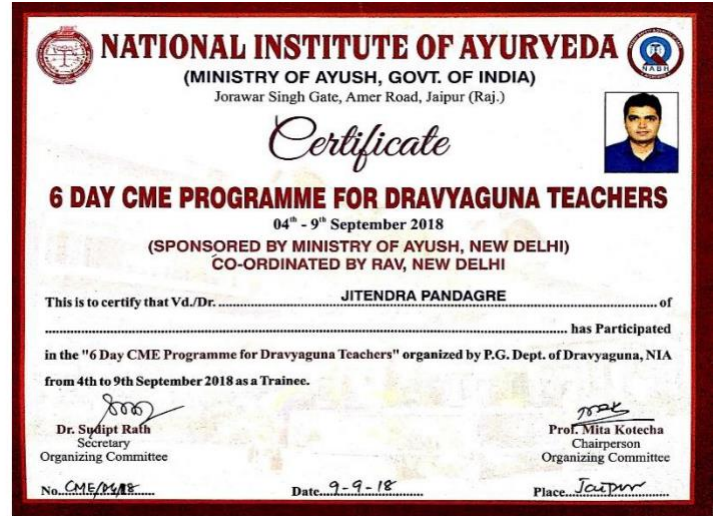 NATIONAL INSTITUTE OF AYURVEDA
NABH
(MINISTRY OF AYUSH, GOVT. OF INDIA)
Jorawar Singh Gate, Amer Road, Jaipur (Raj.)
Certificate
6 DAY CME PROGRAMME FOR DRAVYAGUNA TEACHERS
04th - 9th September 2018
(SPONSORED BY MINISTRY OF AYUSH, NEW DELHI)
CO-ORDINATED BY RAV, NEW DELHI
This is to certify that Vd./Dr. JITENDRA PANDAGRE of
has Participated
in the "6 Day CME Programme for Dravyaguna Teachers" organized by P.G. Dept. of Dravyaguna, NIA
from 4th to 9th September 2018 as a Trainee.
Dr. Sudipt Rath
Secretary
Organizing Committee
Prof. Mita Kotecha
Chairperson
Organizing Committee
No. CME/ Date 9-9-18 Place Jaipur